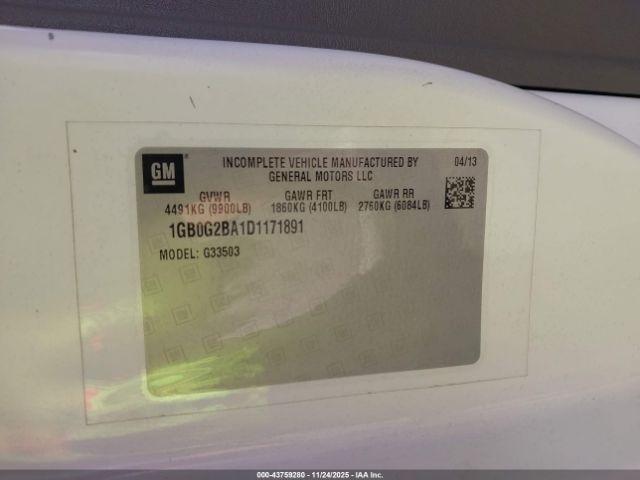 GM
INCOMPLETE VEHICLE MANUFACTURED BY
GENERAL MOTORS LLC
04/13
GVWR GAWR FRT GAWR RR
4491KG (9900LB) 1860KG (4100LB) 2760KG (6084LB)
1GB0G2BA1D1171891
MODEL: G33503
000-43759280 - 11/24/2025 - IAA Inc.